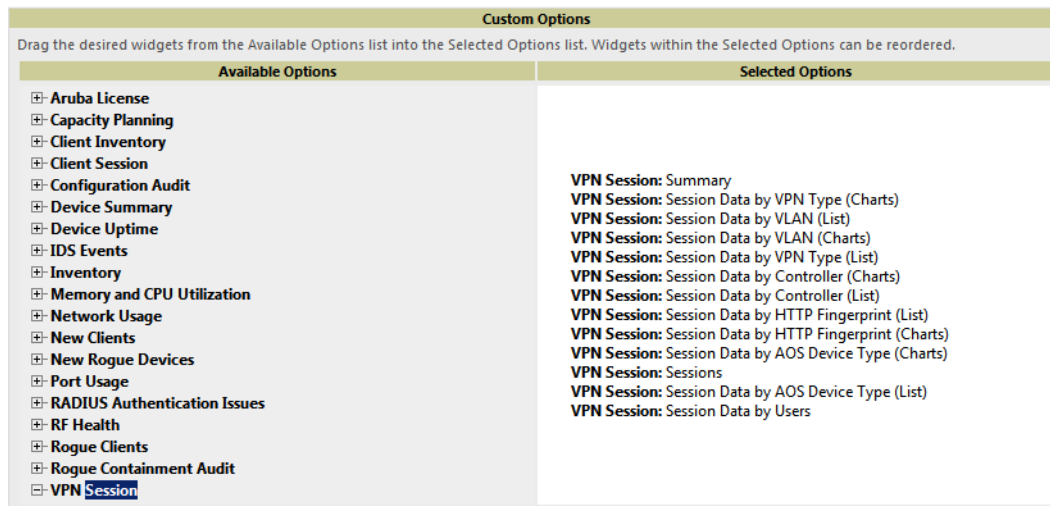 Custom Options
Drag the desired widgets from the Available Options list into the Selected Options list. Widgets within the Selected Options can be reordered.
Available Options
Selected Options
Aruba License
Capacity Planning
Client Inventory
Client Session
Configuration Audit
Device Summary
Device Uptime
IDS Events
Inventory
Memory and CPU Utilization
Network Usage
New Clients
New Rogue Devices
Port Usage
RADIUS Authentication Issues
RF Health
Rogue Clients
Rogue Containment Audit
VPN Session
VPN Session: Summary
VPN Session: Session Data by VPN Type (Charts)
VPN Session: Session Data by VLAN (List)
VPN Session: Session Data by VLAN (Charts)
VPN Session: Session Data by VPN Type (List)
VPN Session: Session Data by Controller (Charts)
VPN Session: Session Data by Controller (List)
VPN Session: Session Data by HTTP Fingerprint (List)
VPN Session: Session Data by HTTP Fingerprint (Charts)
VPN Session: Session Data by AOS Device Type (Charts)
VPN Session: Sessions
VPN Session: Session Data by AOS Device Type (List)
VPN Session: Session Data by Users